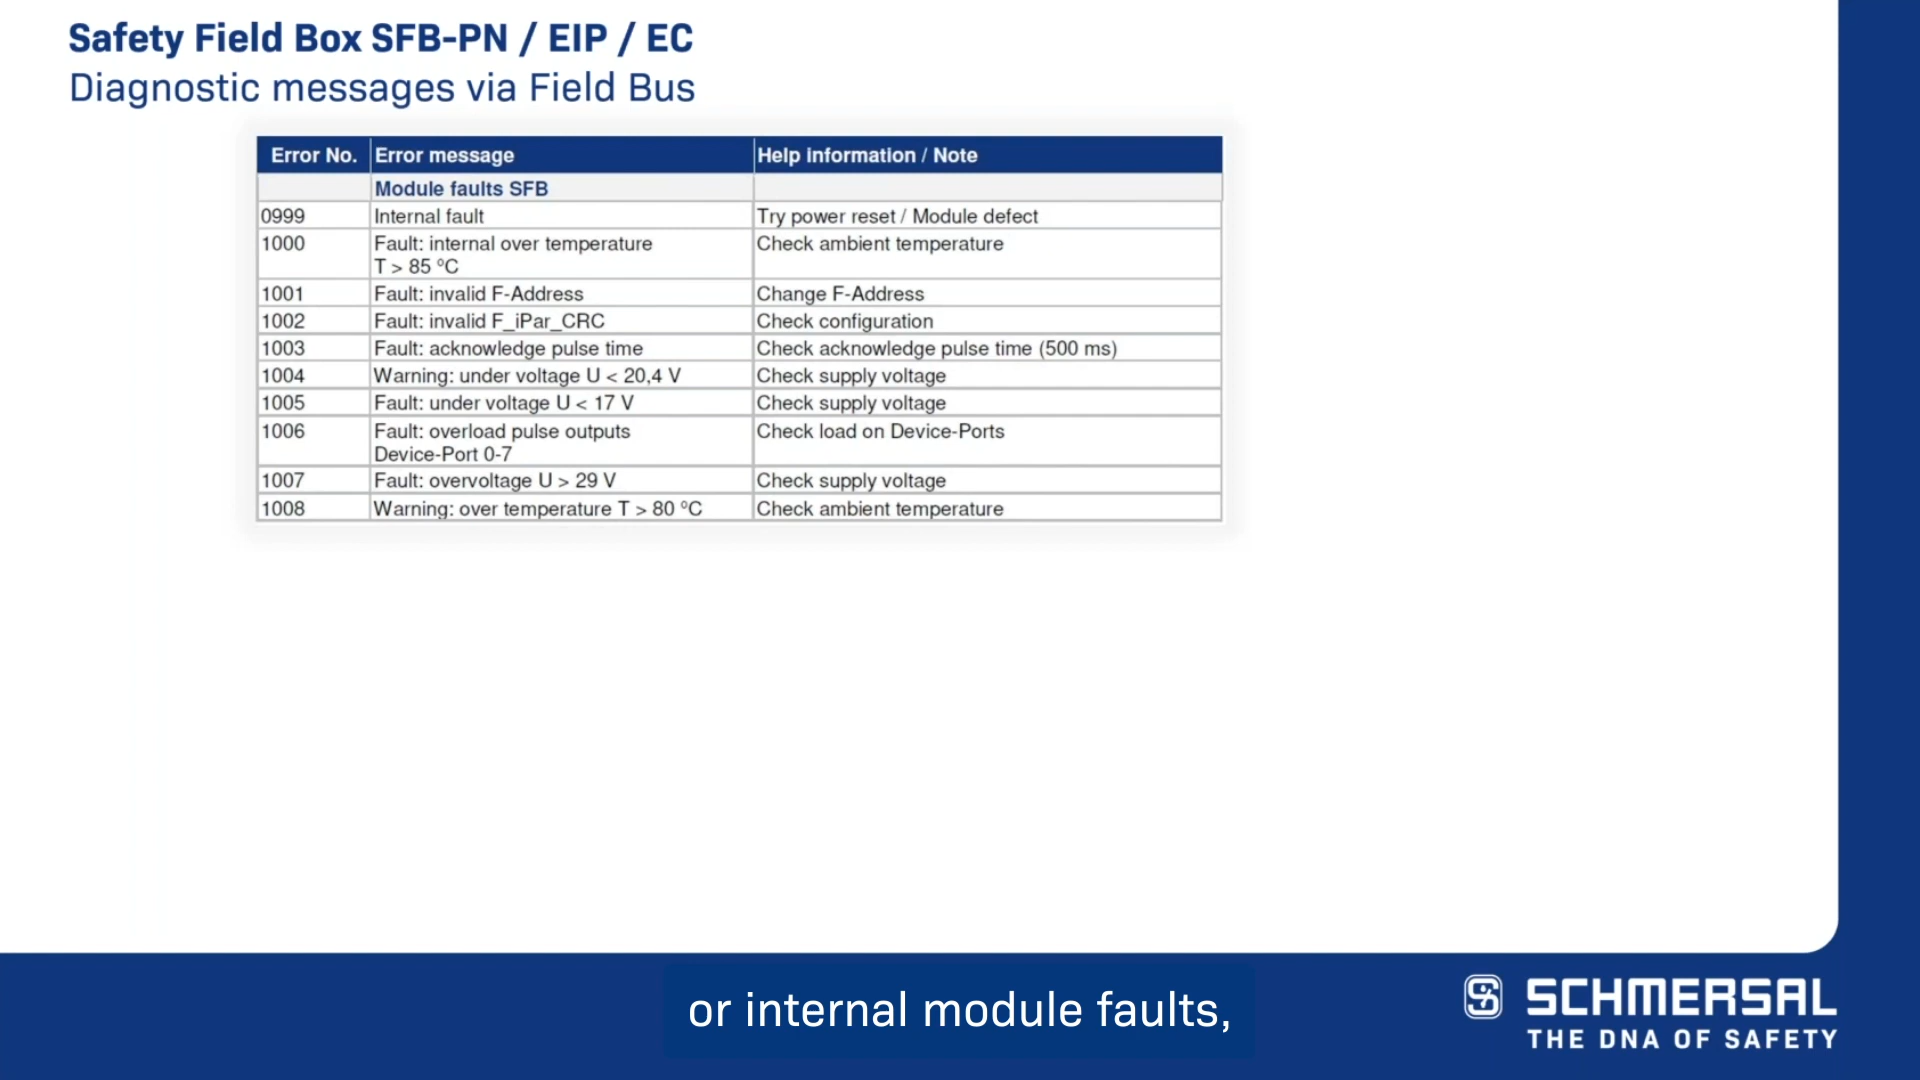 Safety Field Box SFB-PN / EIP / EC
Diagnostic messages via Field Bus
Error No. Error message Help information / Note
Module faults SFB
0999 Internal fault Try power reset / Module defect
1000 Fault: internal over temperature Check ambient temperature
T > 85 ºC
1001 Fault: invalid F-Address Change F-Address
1002 Fault: invalid F_iPar_CRC Check configuration
1003 Fault: acknowledge pulse time Check acknowledge pulse time (500 ms)
1004 Warning: under voltage U < 20,4 V Check supply voltage
1005 Fault: under voltage U < 17 V Check supply voltage
1006 Fault: overload pulse outputs Check load on Device-Ports
Device-Port 0-7
1007 Fault: overvoltage U > 29 V Check supply voltage
1008 Warning: over temperature T > 80 ºC Check ambient temperature
or internal module faults,
SCHMERSAL
THE DNA OF SAFETY